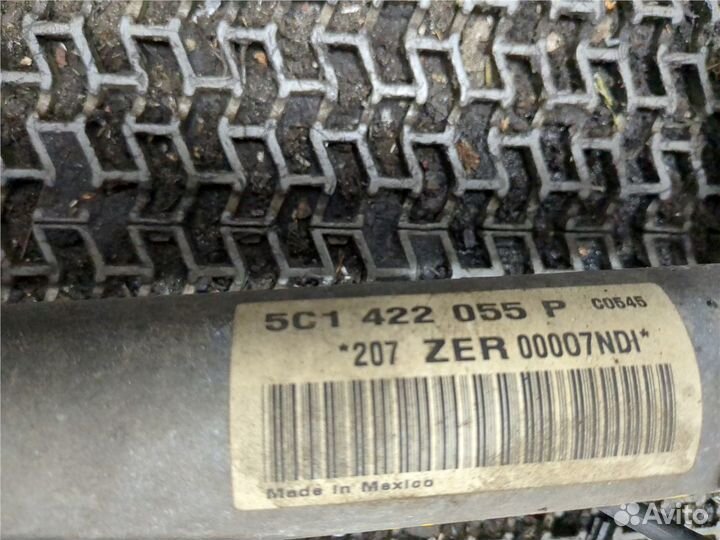 5C1 422 055 P C0545
*207 ZER 00007NDI*
Made in Mexico
Avito